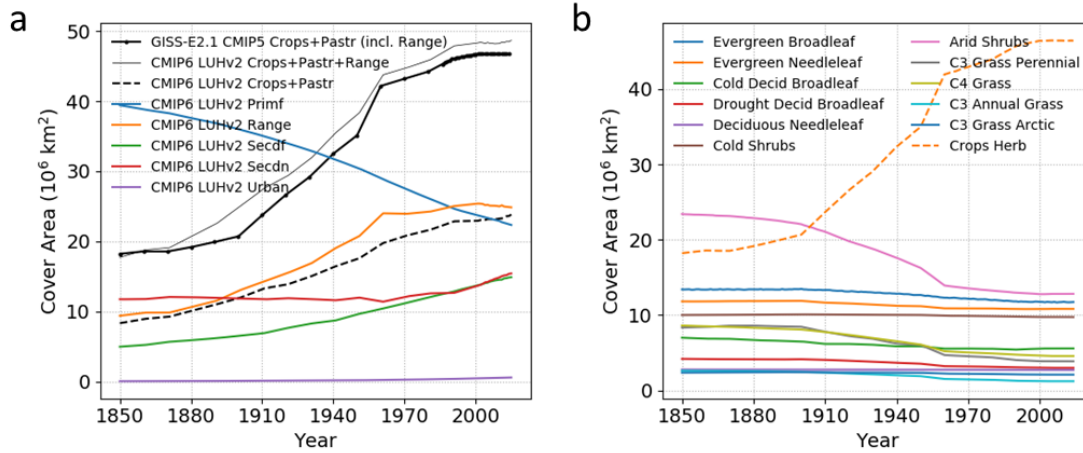 a
GISS-E2.1 CMIP5 Crops+Pastr (incl. Range)
CMIP6 LUHv2 Crops+Pastr+Range
CMIP6 LUHv2 Crops+Pastr
CMIP6 LUHv2 Primf
CMIP6 LUHv2 Range
CMIP6 LUHv2 Secdf
CMIP6 LUHv2 Secdn
CMIP6 LUHv2 Urban
Cover Area (10⁶ km²)
50
40
30
20
10
0
1850 1880 1910 1940 1970 2000
Year
b
Evergreen Broadleaf
Evergreen Needleleaf
Cold Decid Broadleaf
Drought Decid Broadleaf
Deciduous Needleleaf
Cold Shrubs
Arid Shrubs
C3 Grass Perennial
C4 Grass
C3 Annual Grass
C3 Grass Arctic
Crops Herb
Cover Area (10⁶ km²)
40
30
20
10
0
1850 1880 1910 1940 1970 2000
Year